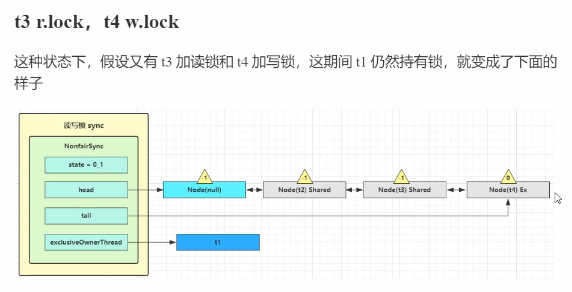 t3 r.lock，t4 w.lock
这种状态下，假设又有 t3 加读锁和 t4 加写锁，这期间 t1 仍然持有锁，就变成了下面的
样子
读写锁 sync
NonfairSync
state = 0_1
-1
-1
-1
0
head
Node(null)
Node(t2) Shared
Node(t3) Shared
Node(t4) Ex
tail
exclusiveOwnerThread
t1